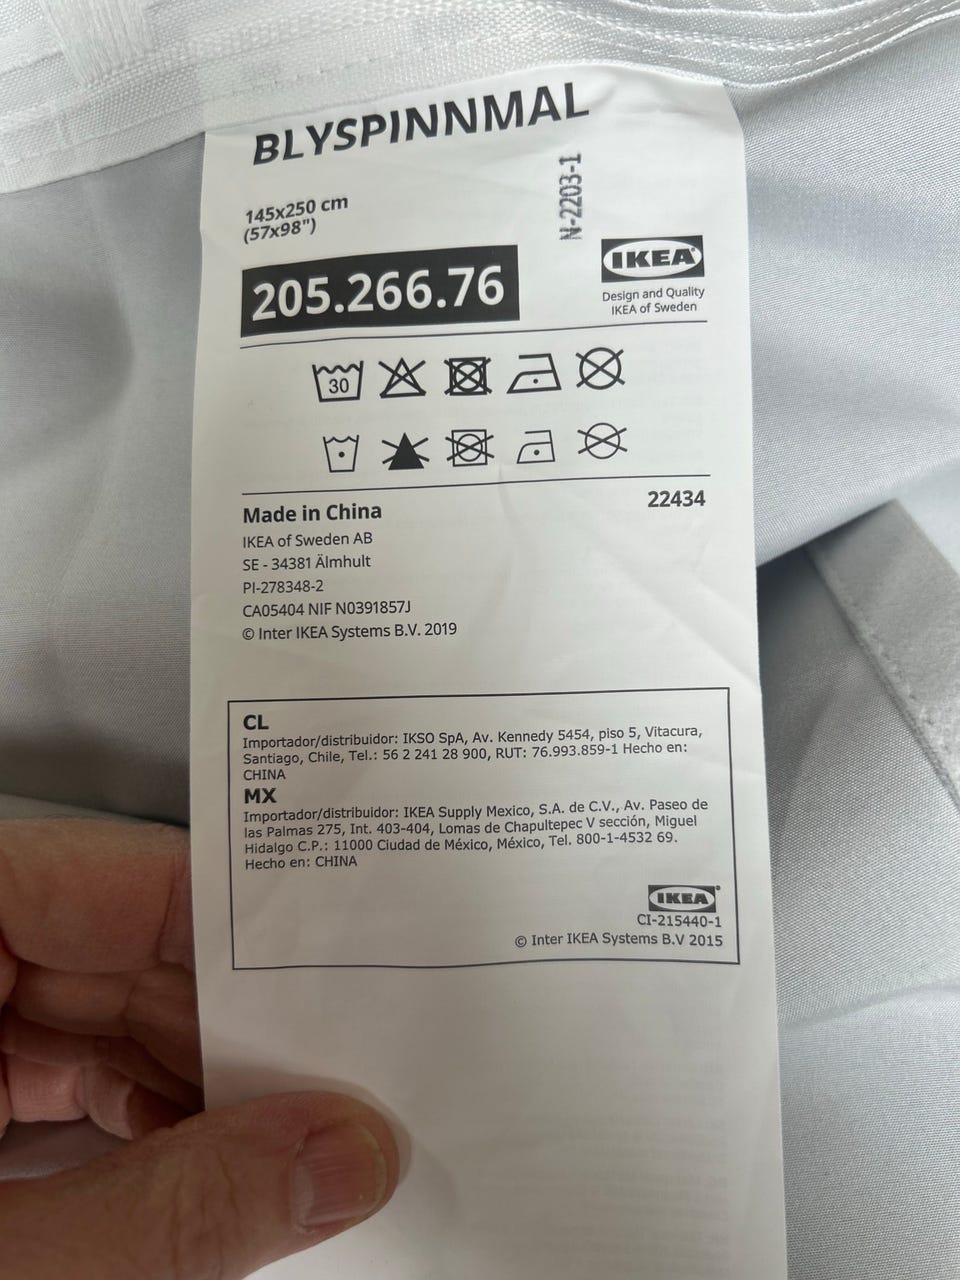 BLYSPINNMAL
145x250 cm
(57x98")
N-2203-1
205.266.76
IKEA®
Design and Quality
IKEA of Sweden
30
Made in China
22434
IKEA of Sweden AB
SE - 34381 Älmhult
PI-278348-2
CA05404 NIF N0391857J
© Inter IKEA Systems B.V. 2019
CL
Importador/distribuidor: IKSO SpA, Av. Kennedy 5454, piso 5, Vitacura,
Santiago, Chile, Tel.: 56 2 241 28 900, RUT: 76.993.859-1 Hecho en:
CHINA
MX
Importador/distribuidor: IKEA Supply Mexico, S.A. de C.V., Av. Paseo de
las Palmas 275, Int. 403-404, Lomas de Chapultepec V sección, Miguel
Hidalgo C.P.: 11000 Ciudad de México, México, Tel. 800-1-4532 69.
Hecho en: CHINA
IKEA®
CI-215440-1
© Inter IKEA Systems B.V 2015